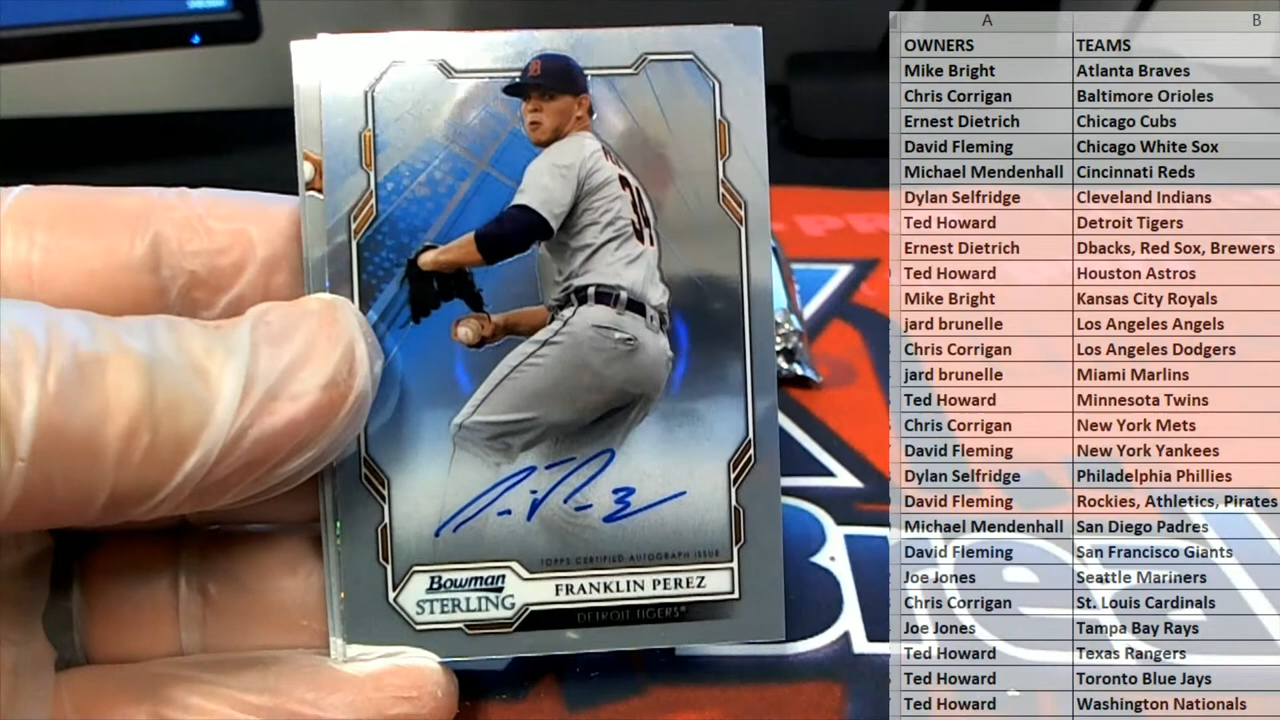 34
TOPPS CERTIFIED AUTOGRAPH ISSUE
Bowman
STERLING
FRANKLIN PEREZ
DETROIT TIGERS®
A B
OWNERS TEAMS
Mike Bright Atlanta Braves
Chris Corrigan Baltimore Orioles
Ernest Dietrich Chicago Cubs
David Fleming Chicago White Sox
Michael Mendenhall Cincinnati Reds
Dylan Selfridge Cleveland Indians
Ted Howard Detroit Tigers
Ernest Dietrich Dbacks, Red Sox, Brewers
Ted Howard Houston Astros
Mike Bright Kansas City Royals
jard brunelle Los Angeles Angels
Chris Corrigan Los Angeles Dodgers
jard brunelle Miami Marlins
Ted Howard Minnesota Twins
Chris Corrigan New York Mets
David Fleming New York Yankees
Dylan Selfridge Philadelphia Phillies
David Fleming Rockies, Athletics, Pirates
Michael Mendenhall San Diego Padres
David Fleming San Francisco Giants
Joe Jones Seattle Mariners
Chris Corrigan St. Louis Cardinals
Joe Jones Tampa Bay Rays
Ted Howard Texas Rangers
Ted Howard Toronto Blue Jays
Ted Howard Washington Nationals